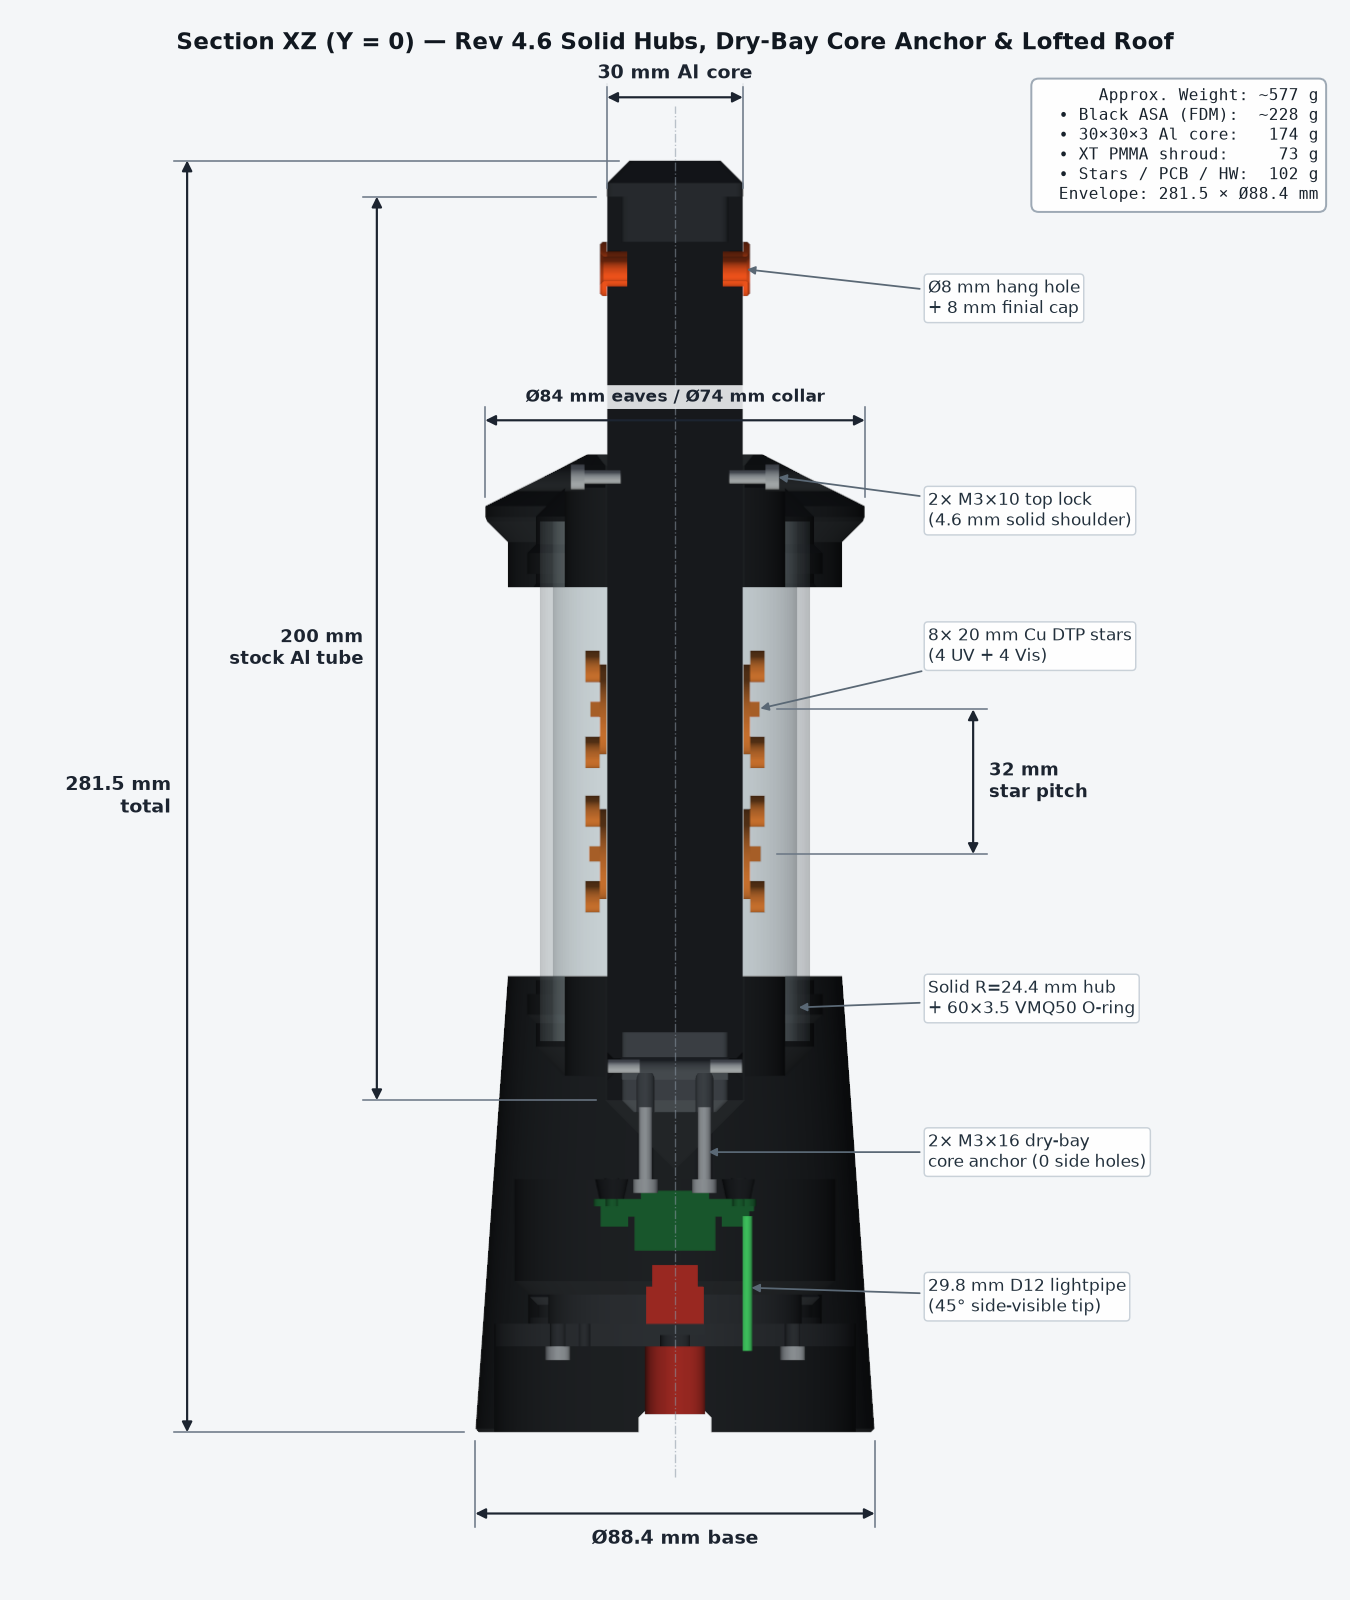 Section XZ (Y = 0) — Rev 4.6 Solid Hubs, Dry-Bay Core Anchor & Lofted Roof
30 mm Al core
Approx. Weight: ~577 g
• Black ASA (FDM): ~228 g
• 30×30×3 Al core: 174 g
• XT PMMA shroud: 73 g
• Stars / PCB / HW: 102 g
Envelope: 281.5 × Ø88.4 mm
Ø8 mm hang hole
+ 8 mm finial cap
Ø84 mm eaves / Ø74 mm collar
2× M3×10 top lock
(4.6 mm solid shoulder)
200 mm
stock Al tube
8× 20 mm Cu DTP stars
(4 UV + 4 Vis)
281.5 mm
total
32 mm
star pitch
Solid R=24.4 mm hub
+ 60×3.5 VMQ50 O-ring
2× M3×16 dry-bay
core anchor (0 side holes)
29.8 mm D12 lightpipe
(45° side-visible tip)
Ø88.4 mm base